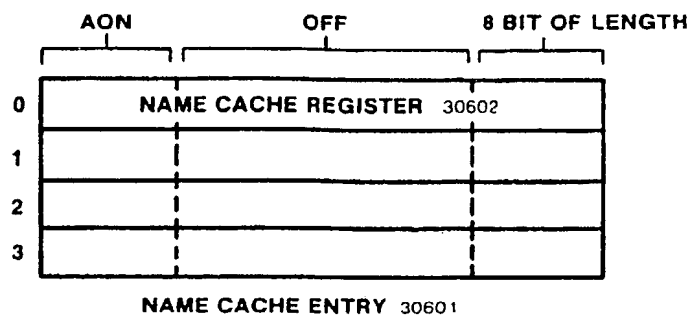 AON OFF 8 BIT OF LENGTH
0 NAME CACHE REGISTER 30602
1
2
3
NAME CACHE ENTRY 30601